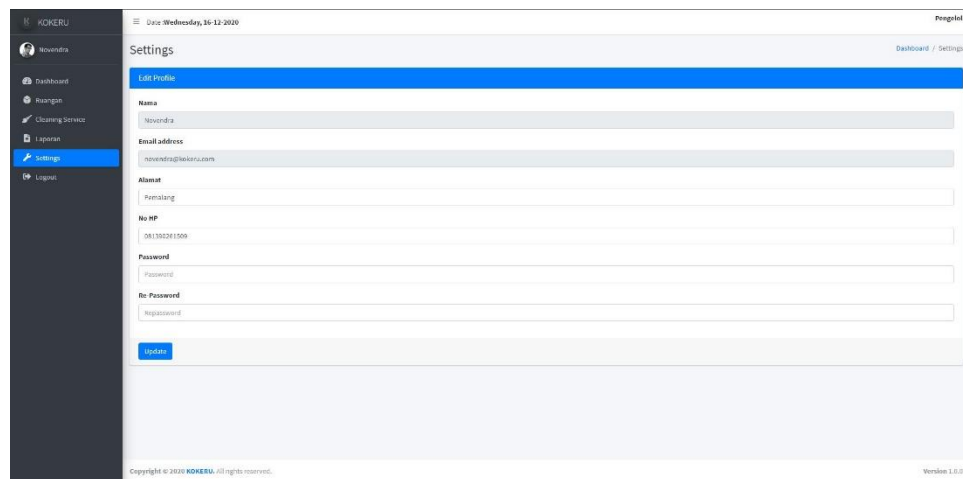 KOKERU
Date :Wednesday, 16-12-2020
Pengelol
Novendra
Settings
Dashboard / Settings
Dashboard
Ruangan
Cleaning Service
Laporan
Settings
Logout
Edit Profile
Nama
Novendra
Email address
novendra@kokeru.com
Alamat
Pemalang
No HP
Password
Password
Re-Password
Repassword
Update
Copyright © 2020 KOKERU. All rights reserved.
Version 1.0.0